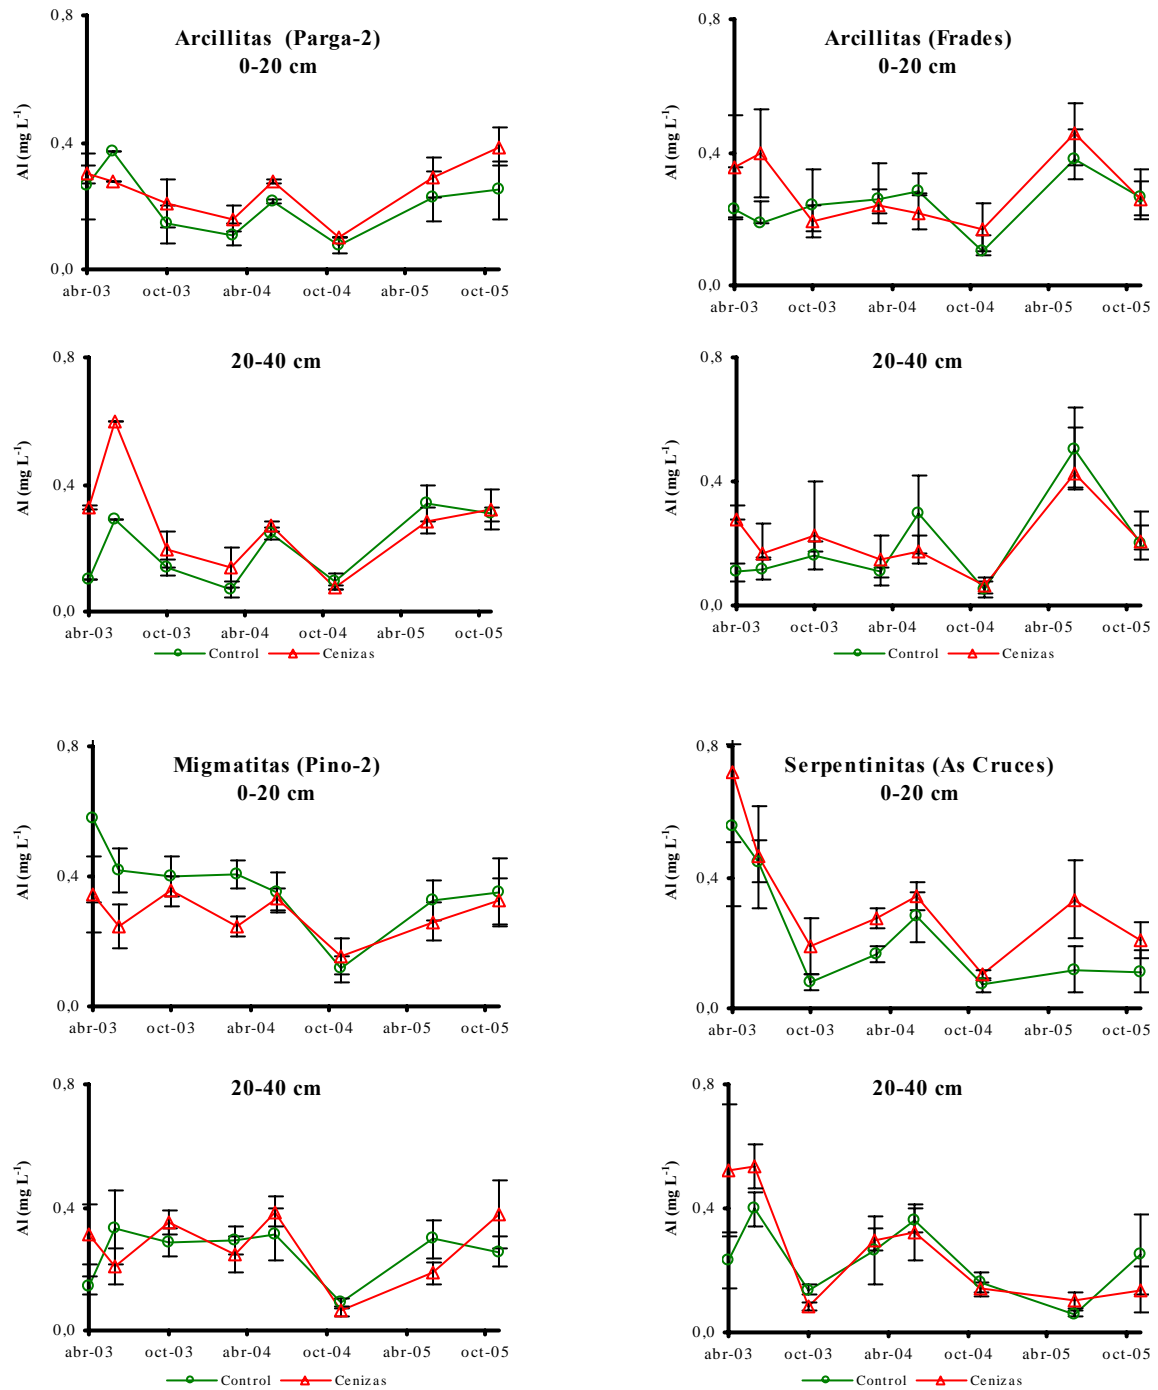 Arcillitas (Parga-2)
0-20 cm
Al (mg L-1)
0,8
0,4
0,0
abr-03 oct-03 abr-04 oct-04 abr-05 oct-05
Arcillitas (Frades)
0-20 cm
Al (mg L-1)
0,8
0,4
0,0
abr-03 oct-03 abr-04 oct-04 abr-05 oct-05
20-40 cm
Al (mg L-1)
0,8
0,4
0,0
abr-03 oct-03 abr-04 oct-04 abr-05 oct-05
Control Cenizas
20-40 cm
Al (mg L-1)
0,8
0,4
0,0
abr-03 oct-03 abr-04 oct-04 abr-05 oct-05
Control Cenizas
Migmatitas (Pino-2)
0-20 cm
Al (mg L-1)
0,8
0,4
0,0
abr-03 oct-03 abr-04 oct-04 abr-05 oct-05
Serpentinitas (As Cruces)
0-20 cm
Al (mg L-1)
0,8
0,4
0,0
abr-03 oct-03 abr-04 oct-04 abr-05 oct-05
20-40 cm
Al (mg L-1)
0,8
0,4
0,0
abr-03 oct-03 abr-04 oct-04 abr-05 oct-05
Control Cenizas
20-40 cm
Al (mg L-1)
0,8
0,4
0,0
abr-03 oct-03 abr-04 oct-04 abr-05 oct-05
Control Cenizas